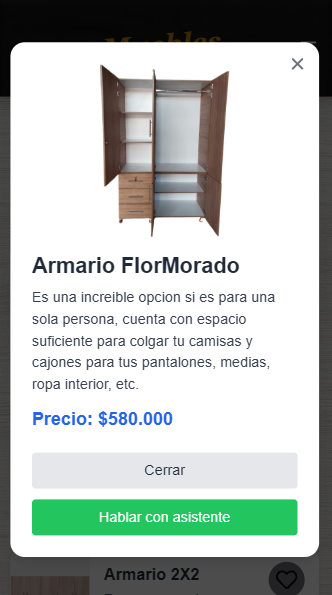 Muebles
Armario FlorMorado
Es una increible opcion si es para una
sola persona, cuenta con espacio
suficiente para colgar tu camisas y
cajones para tus pantalones, medias,
ropa interior, etc.
Precio: $580.000
Cerrar
Hablar con asistente
Armario 2X2